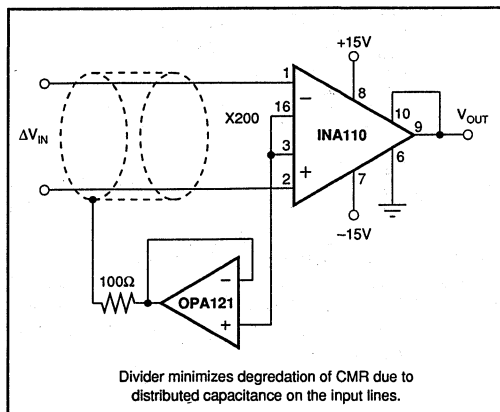 +15V
1
8
–
10
16
X200
INA110
9
VOUT
ΔVIN
3
6
+
2
7
–15V
100Ω
–
OPA121
+
Divider minimizes degredation of CMR due to
distributed capacitance on the input lines.